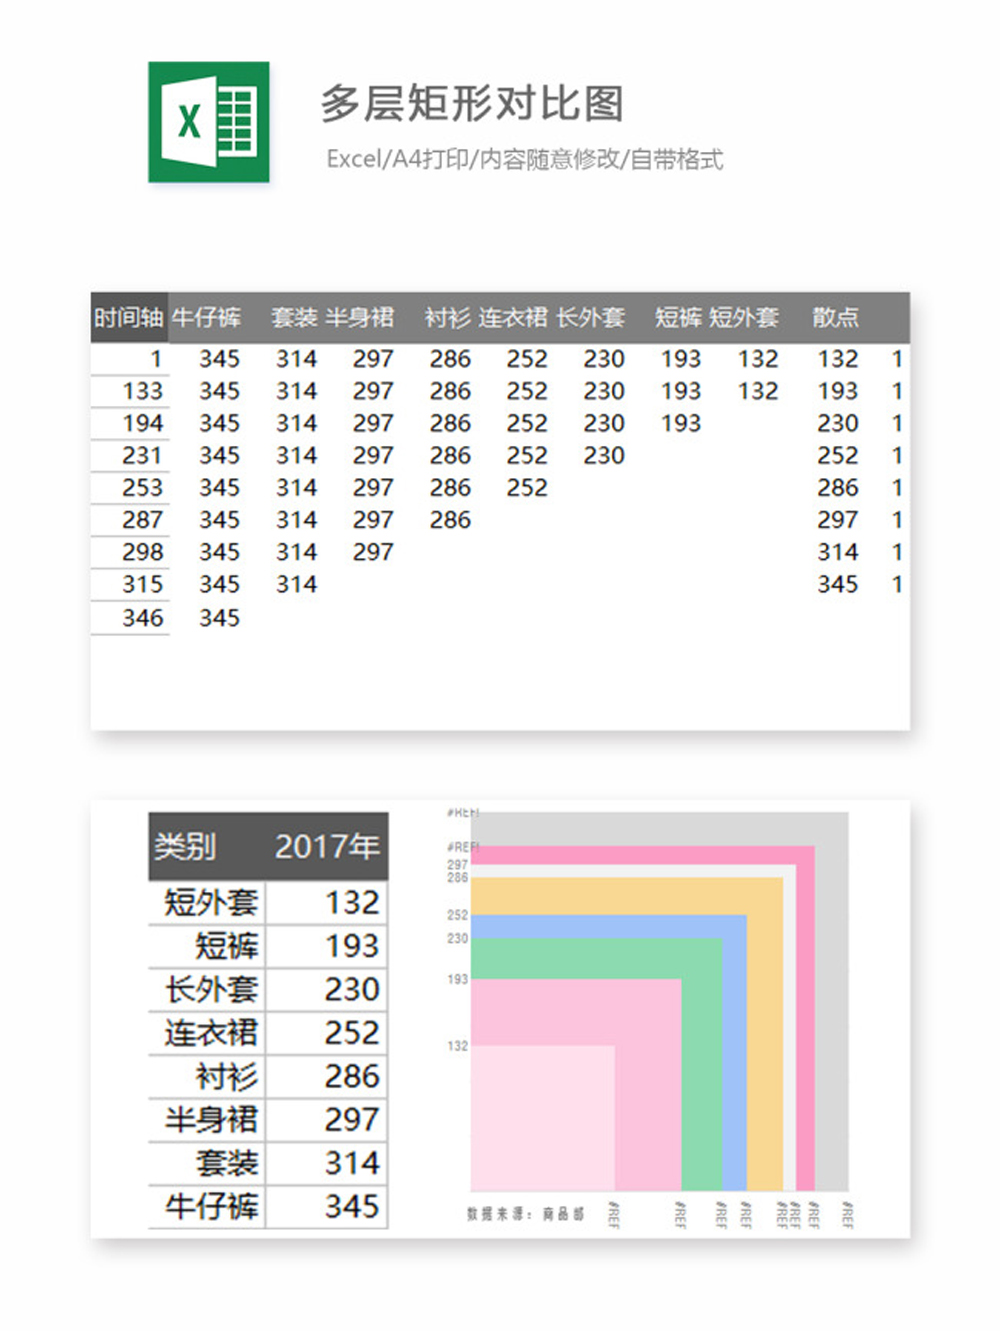 X
多层矩形对比图
Excel/A4打印/内容随意修改/自带格式
时间轴 牛仔裤 套装 半身裙 衬衫 连衣裙 长外套 短裤 短外套 散点
1 345 314 297 286 252 230 193 132 132 1
133 345 314 297 286 252 230 193 132 193 1
194 345 314 297 286 252 230 193 230 1
231 345 314 297 286 252 230 252 1
253 345 314 297 286 252 286 1
287 345 314 297 286 297 1
298 345 314 297 314 1
315 345 314 345 1
346 345
类别 2017年
短外套 132
短裤 193
长外套 230
连衣裙 252
衬衫 286
半身裙 297
套装 314
牛仔裤 345
#REF!
#REF!
297
286
252
230
193
132
数据来源：商品部
#REF #REF #REF #REF #REF #REF #REF #REF